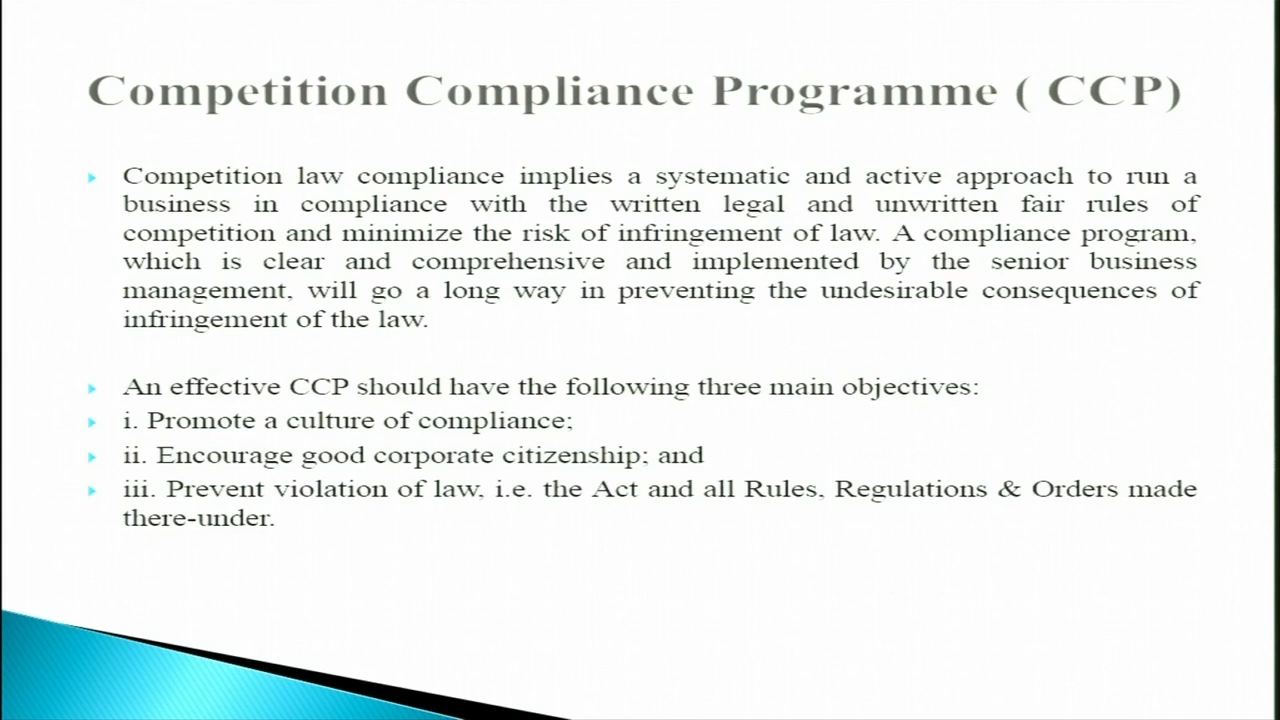 Competition Compliance Programme ( CCP)
Competition law compliance implies a systematic and active approach to run a
business in compliance with the written legal and unwritten fair rules of
competition and minimize the risk of infringement of law. A compliance program,
which is clear and comprehensive and implemented by the senior business
management, will go a long way in preventing the undesirable consequences of
infringement of the law.
An effective CCP should have the following three main objectives:
i. Promote a culture of compliance;
ii. Encourage good corporate citizenship; and
iii. Prevent violation of law, i.e. the Act and all Rules, Regulations & Orders made
there-under.